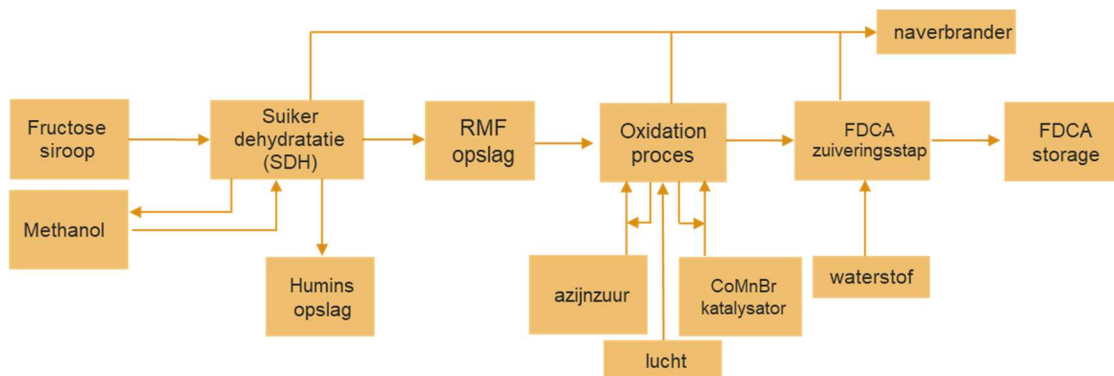 naverbrander
Fructose
siroop
Suiker
dehydratatie
(SDH)
RMF
opslag
Oxidation
proces
FDCA
zuiveringsstap
FDCA
storage
Methanol
Humins
opslag
azijnzuur
CoMnBr
katalysator
waterstof
lucht